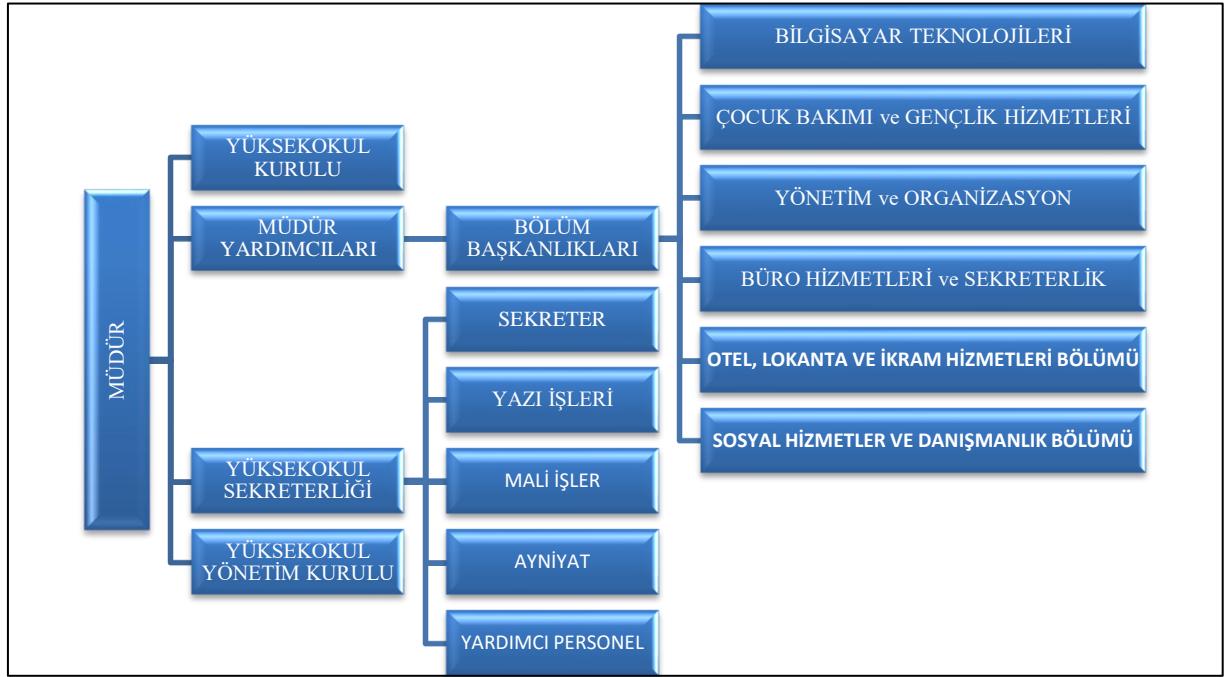 MÜDÜR
YÜKSEKOKUL
KURULU
MÜDÜR
YARDIMCILARI
BÖLÜM
BAŞKANLIKLARI
BİLGİSAYAR TEKNOLOJİLERİ
ÇOCUK BAKIMI ve GENÇLİK HİZMETLERİ
YÖNETİM ve ORGANİZASYON
BÜRO HİZMETLERİ ve SEKRETERLİK
OTEL, LOKANTA VE İKRAM HİZMETLERİ BÖLÜMÜ
SOSYAL HİZMETLER VE DANIŞMANLIK BÖLÜMÜ
YÜKSEKOKUL
SEKRETERLİĞİ
SEKRETER
YAZI İŞLERİ
MALİ İŞLER
AYNİYAT
YARDIMCI PERSONEL
YÜKSEKOKUL
YÖNETİM KURULU